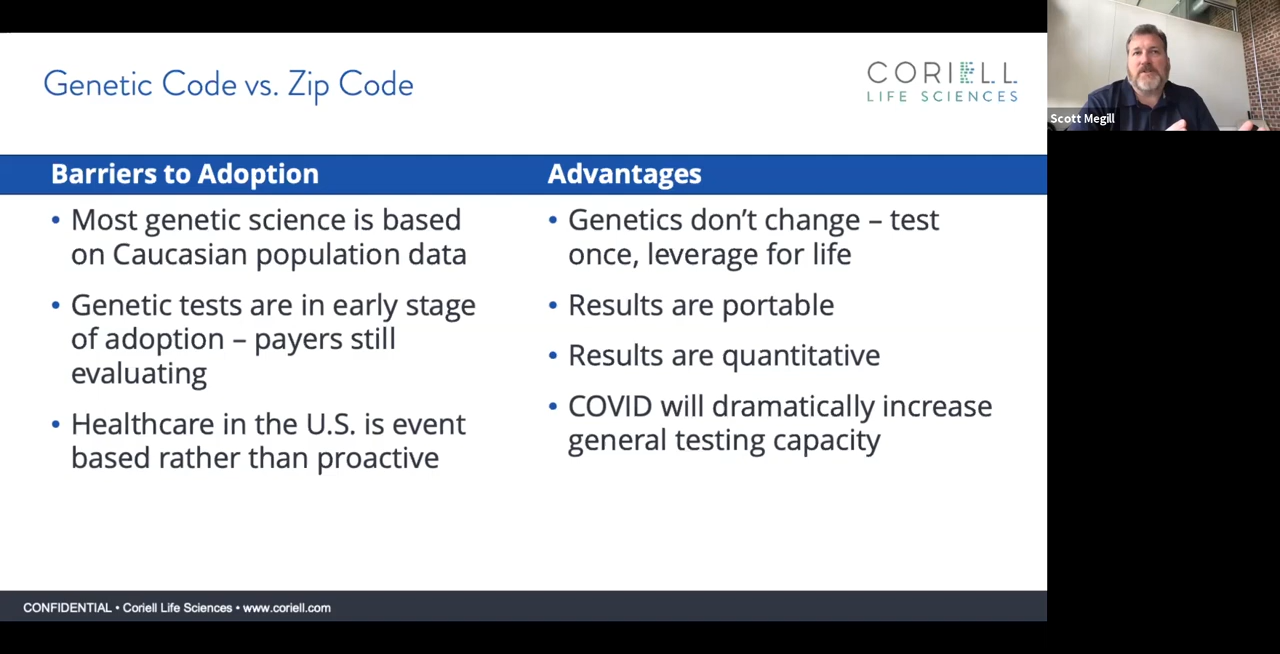 Genetic Code vs. Zip Code
CORIELL
LIFE SCIENCES
Scott Megill
Barriers to Adoption
• Most genetic science is based
on Caucasian population data
• Genetic tests are in early stage
of adoption – payers still
evaluating
• Healthcare in the U.S. is event
based rather than proactive
Advantages
• Genetics don’t change – test
once, leverage for life
• Results are portable
• Results are quantitative
• COVID will dramatically increase
general testing capacity
CONFIDENTIAL • Coriell Life Sciences • www.coriell.com